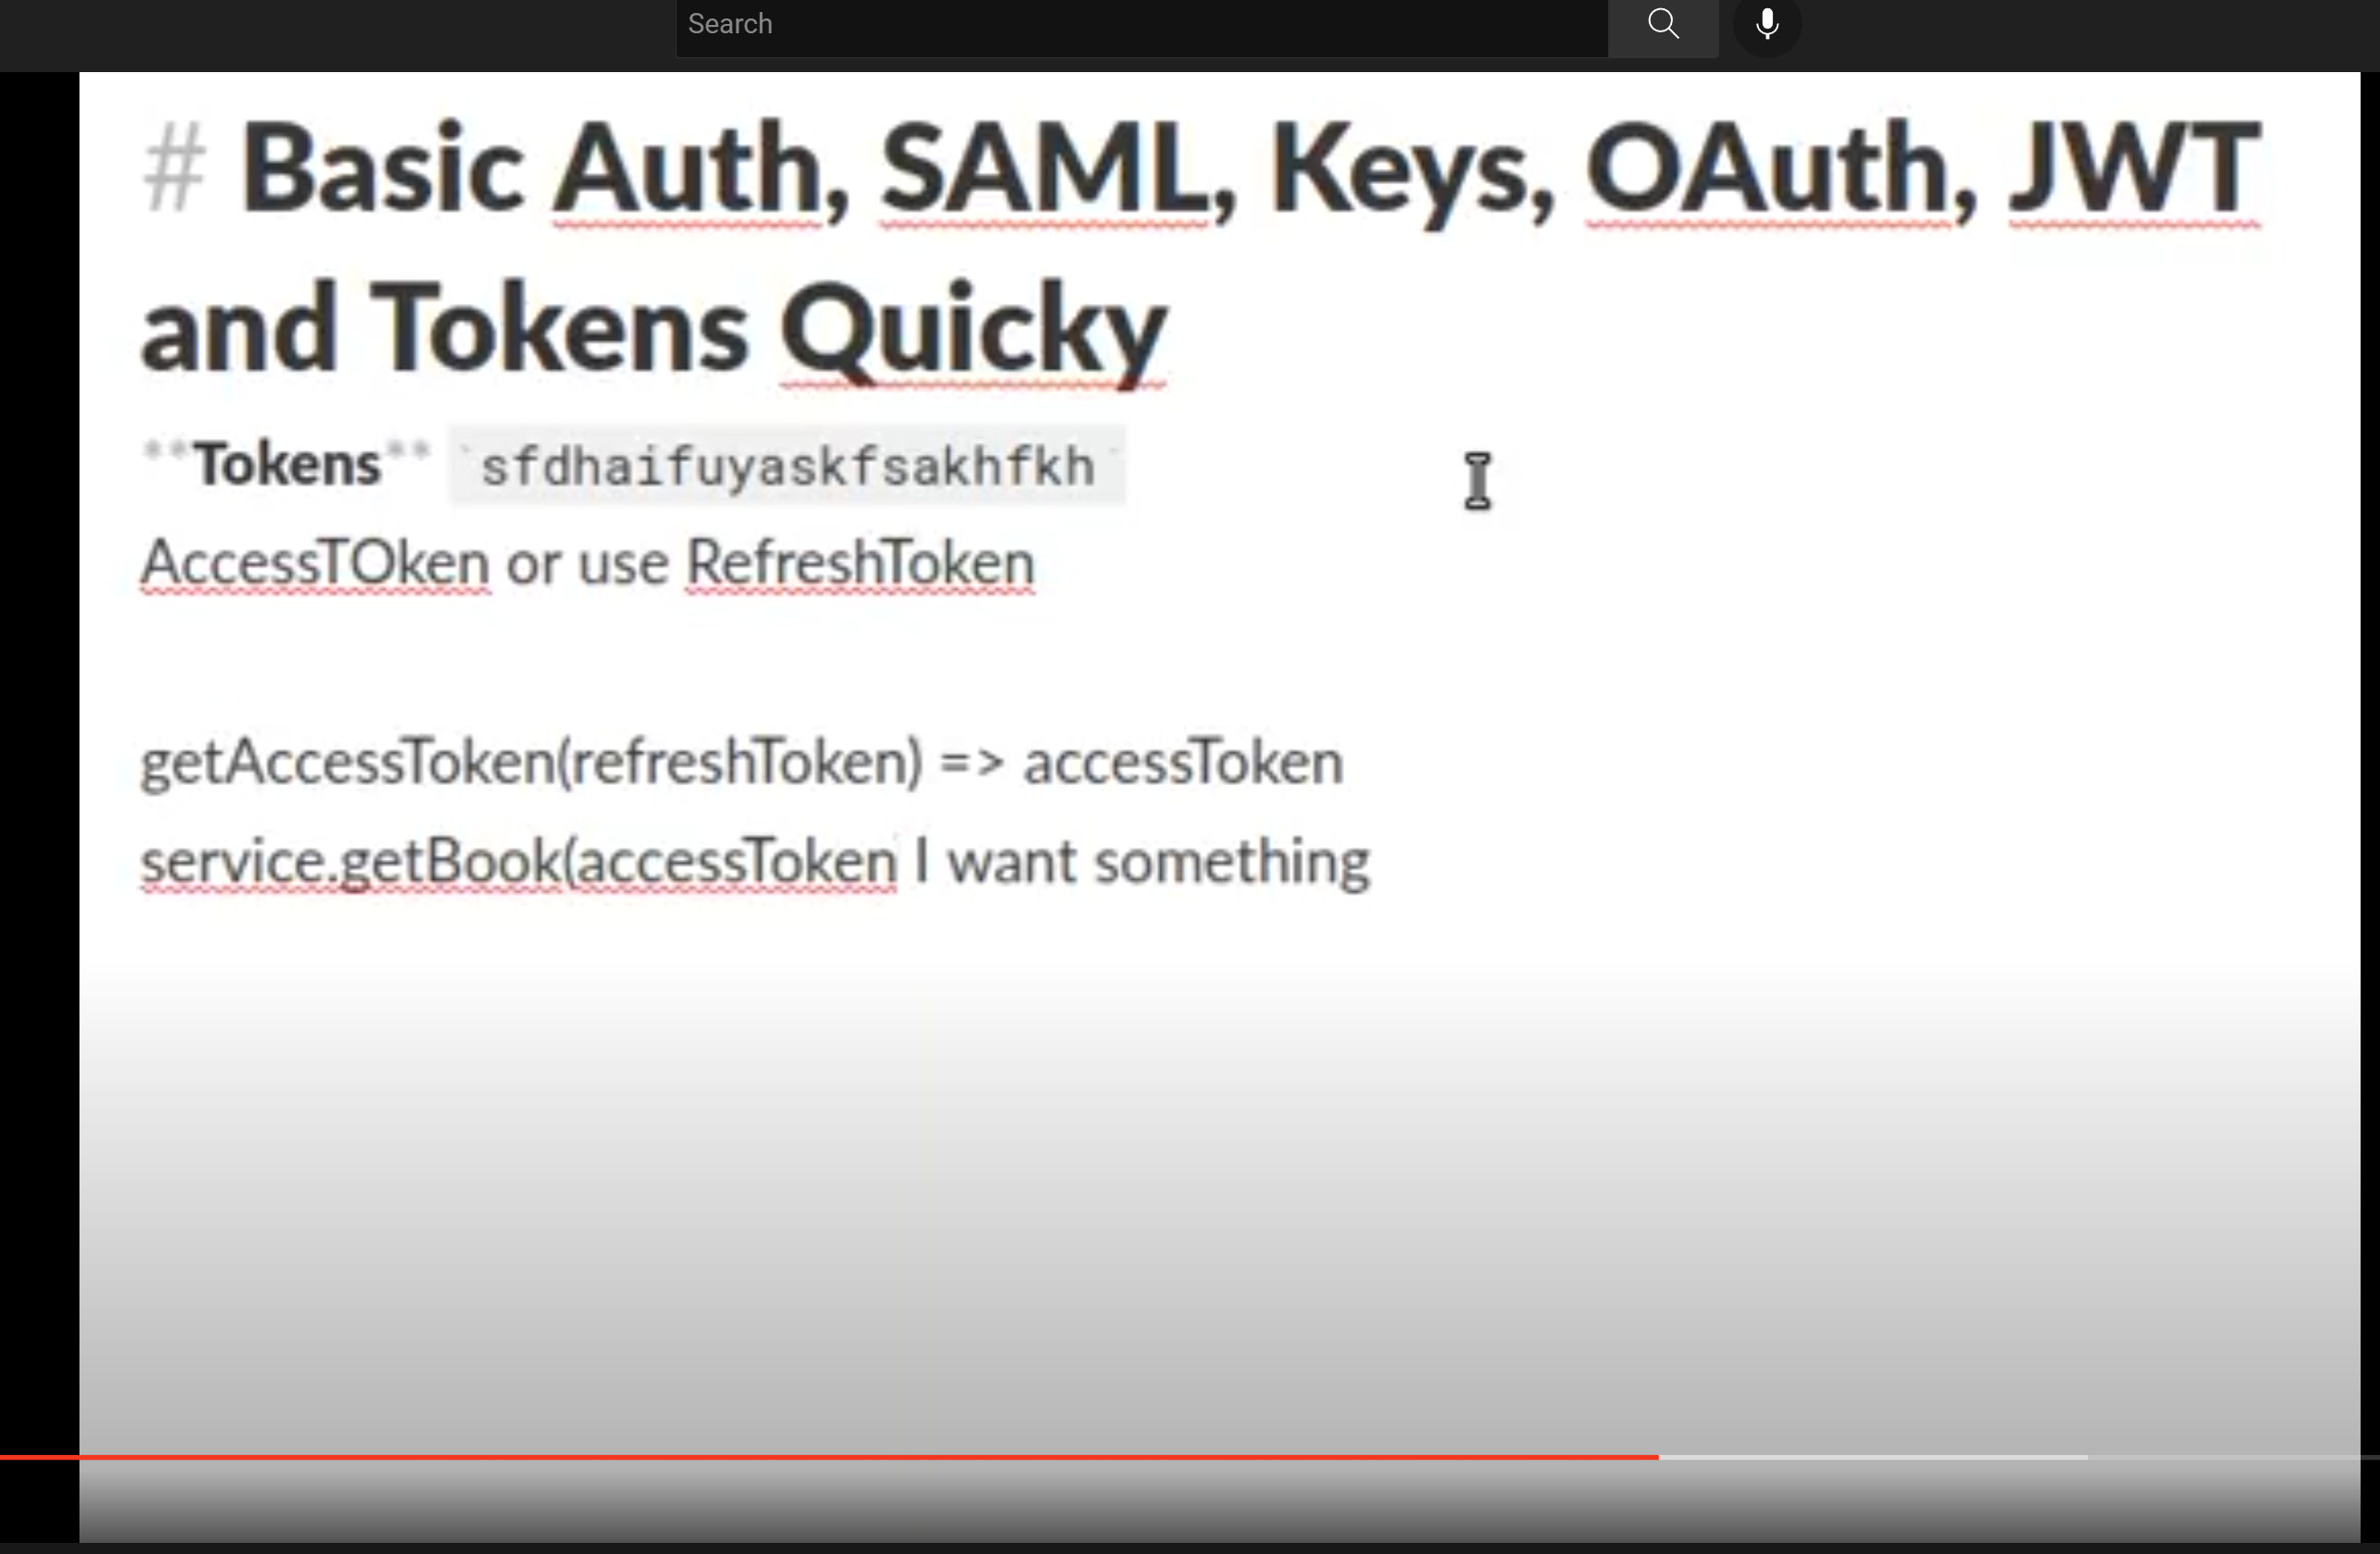 Search
# Basic Auth, SAML, Keys, OAuth, JWT
and Tokens Quicky
**Tokens** `sfdhaifuyaskfsakhfkh`
AccessTOken or use RefreshToken
getAccessToken(refreshToken) => accessToken
service.getBook(accessToken I want something